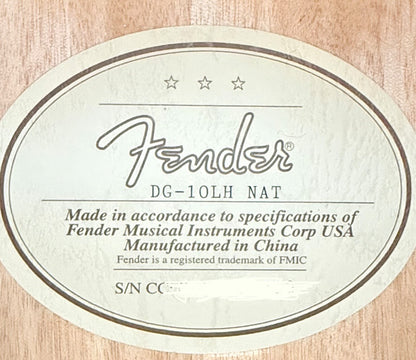 Fender®
DG-10LH NAT
Made in accordance to specifications of
Fender Musical Instruments Corp USA
Manufactured in China
Fender is a registered trademark of FMIC
S/N